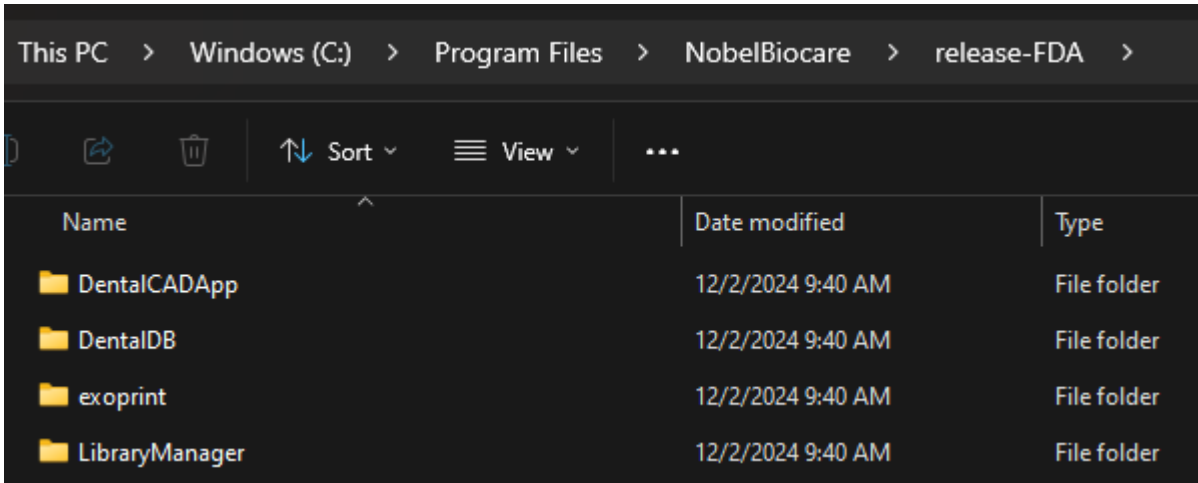 This PC > Windows (C:) > Program Files > NobelBiocare > release-FDA >
Sort View ...
Name Date modified Type
DentalCADApp 12/2/2024 9:40 AM File folder
DentalDB 12/2/2024 9:40 AM File folder
exoprint 12/2/2024 9:40 AM File folder
LibraryManager 12/2/2024 9:40 AM File folder